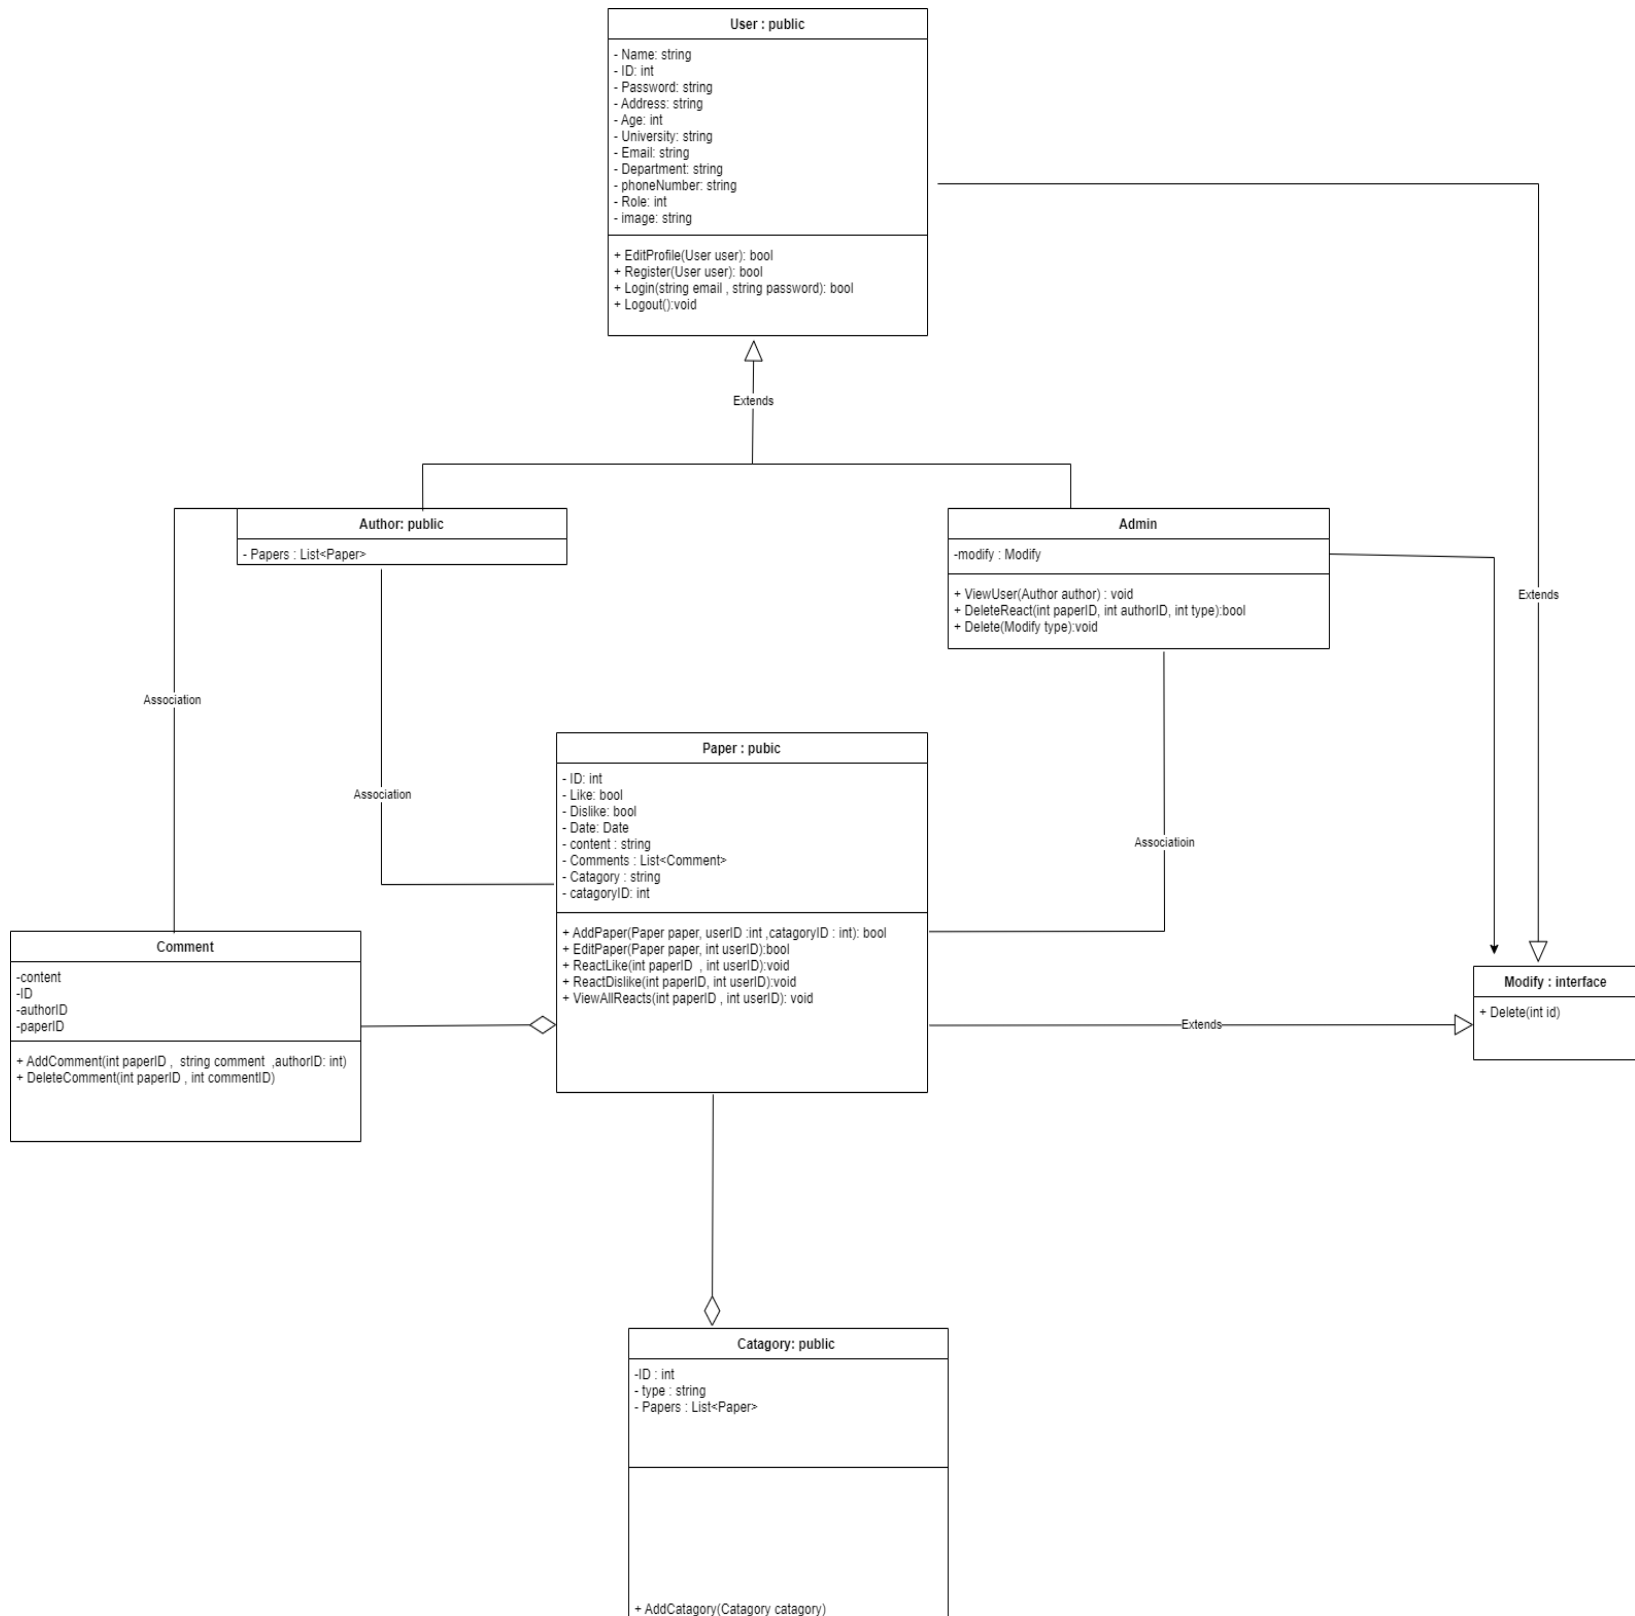 User : public
- Name: string
- ID: int
- Password: string
- Address: string
- Age: int
- University: string
- Email: string
- Department: string
- phoneNumber: string
- Role: int
- image: string
+ EditProfile(User user): bool
+ Register(User user): bool
+ Login(string email , string password): bool
+ Logout():void
Extends
Author: public
- Papers : List<Paper>
Admin
-modify : Modify
+ ViewUser(Author author) : void
+ DeleteReact(int paperID, int authorID, int type):bool
+ Delete(Modify type):void
Extends
Association
Association
Associatioin
Paper : pubic
- ID: int
- Like: bool
- Dislike: bool
- Date: Date
- content : string
- Comments : List<Comment>
- Catagory : string
- catagoryID: int
+ AddPaper(Paper paper, userID :int ,catagoryID : int): bool
+ EditPaper(Paper paper, int userID):bool
+ ReactLike(int paperID , int userID):void
+ ReactDislike(int paperID, int userID):void
+ ViewAllReacts(int paperID , int userID): void
Comment
-content
-ID
-authorID
-paperID
+ AddComment(int paperID , string comment ,authorID: int)
+ DeleteComment(int paperID , int commentID)
Extends
Modify : interface
+ Delete(int id)
Catagory: public
-ID : int
- type : string
- Papers : List<Paper>
+ AddCatagory(Catagory catagory)